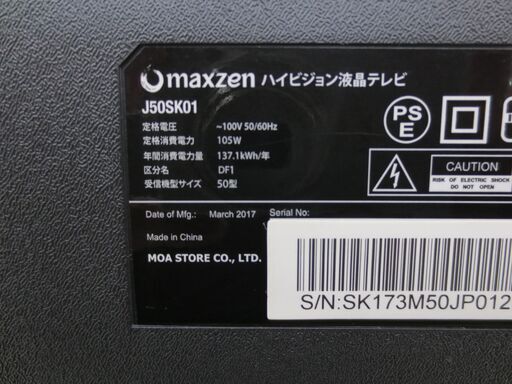 maxzen ハイビジョン液晶テレビ
J50SK01
定格電圧 ~100V 50/60Hz
定格消費電力 105W
年間消費電力量 137.1kWh/年
区分名 DF1
受信機型サイズ 50型
PS
E
CAUTION
RISK OF ELECTRIC SHOCK
DO NOT OPEN
Date of Mfg.: March 2017 Serial No.:
Made in China
MOA STORE CO., LTD.
S/N:SK173M50JP012